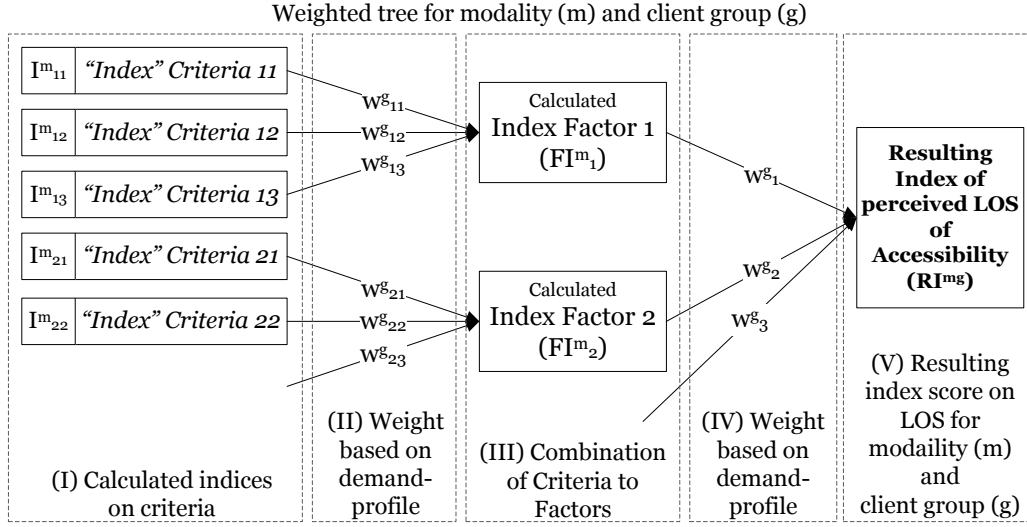 Weighted tree for modality (m) and client group (g)
Iᵐ₁₁ “Index” Criteria 11
Iᵐ₁₂ “Index” Criteria 12
Iᵐ₁₃ “Index” Criteria 13
Iᵐ₂₁ “Index” Criteria 21
Iᵐ₂₂ “Index” Criteria 22
(I) Calculated indices
on criteria
wᵍ₁₁
wᵍ₁₂
wᵍ₁₃
wᵍ₂₁
wᵍ₂₂
wᵍ₂₃
(II) Weight
based on
demand-
profile
Calculated
Index Factor 1
(FIᵐ₁)
Calculated
Index Factor 2
(FIᵐ₂)
(III) Combination
of Criteria to
Factors
wᵍ₁
wᵍ₂
wᵍ₃
(IV) Weight
based on
demand-
profile
Resulting
Index of
perceived LOS
of
Accessibility
(RIᵐᵍ)
(V) Resulting
index score on
LOS for
modaility (m)
and
client group (g)